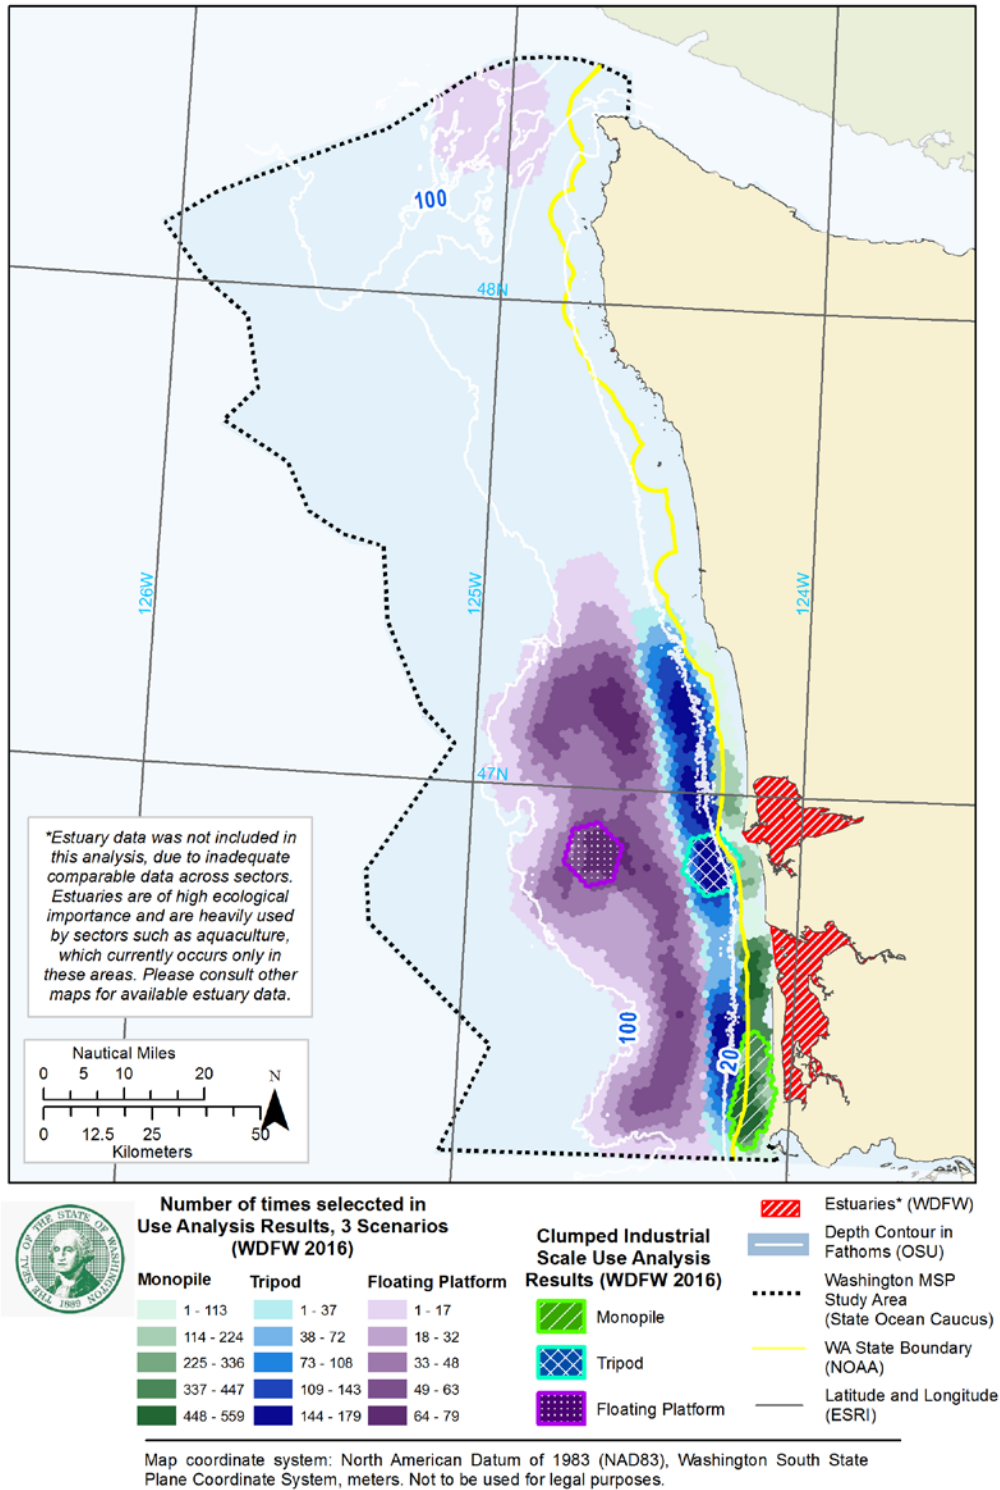 100
48N
126W
125W
124W
47N
*Estuary data was not included in
this analysis, due to inadequate
comparable data across sectors.
Estuaries are of high ecological
importance and are heavily used
by sectors such as aquaculture,
which currently occurs only in
these areas. Please consult other
maps for available estuary data.
100
20
Nautical Miles
0 5 10 20
N
0 12.5 25 50
Kilometers
THE SEAL OF THE STATE OF WASHINGTON
1889
Number of times seleccted in
Use Analysis Results, 3 Scenarios
(WDFW 2016)
Monopile Tripod Floating Platform
1 - 113 1 - 37 1 - 17
114 - 224 38 - 72 18 - 32
225 - 336 73 - 108 33 - 48
337 - 447 109 - 143 49 - 63
448 - 559 144 - 179 64 - 79
Clumped Industrial
Scale Use Analysis
Results (WDFW 2016)
Monopile
Tripod
Floating Platform
Estuaries* (WDFW)
Depth Contour in
Fathoms (OSU)
Washington MSP
Study Area
(State Ocean Caucus)
WA State Boundary
(NOAA)
Latitude and Longitude
(ESRI)
Map coordinate system: North American Datum of 1983 (NAD83), Washington South State
Plane Coordinate System, meters. Not to be used for legal purposes.